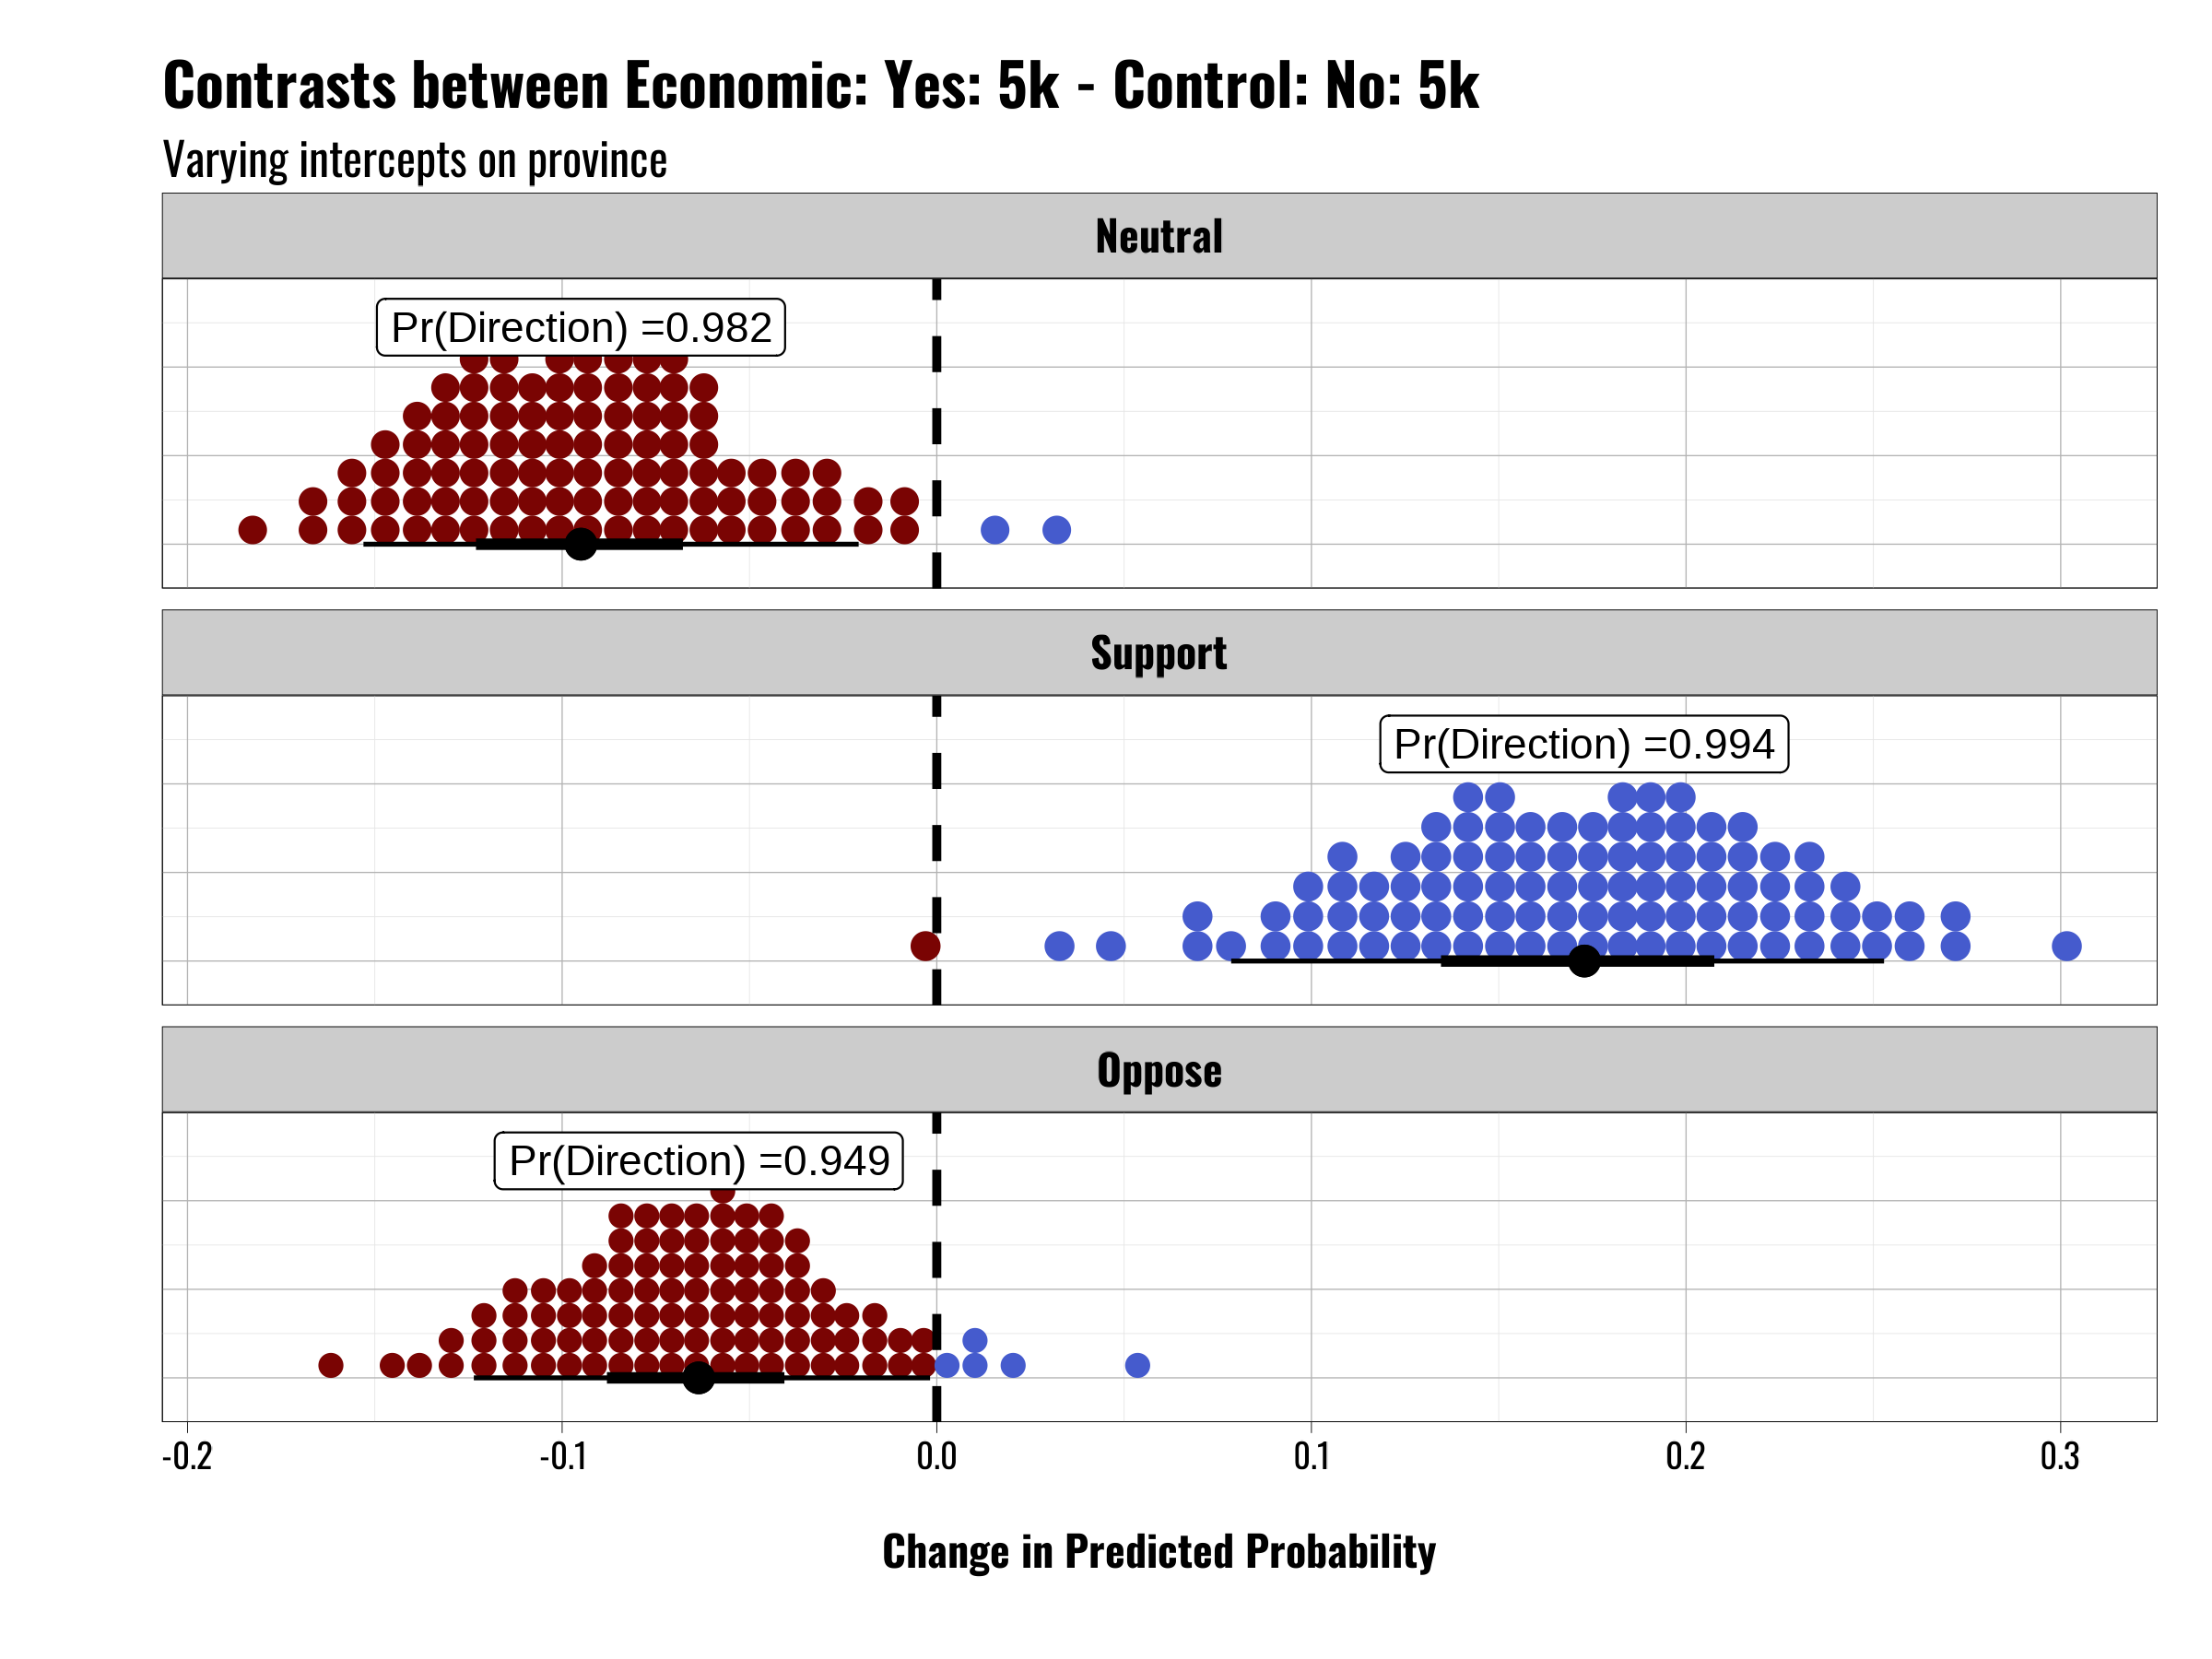 Contrasts between Economic: Yes: 5k - Control: No: 5k
Varying intercepts on province
Neutral
Pr(Direction) =0.982
Support
Pr(Direction) =0.994
Oppose
Pr(Direction) =0.949
-0.2 -0.1 0.0 0.1 0.2 0.3
Change in Predicted Probability